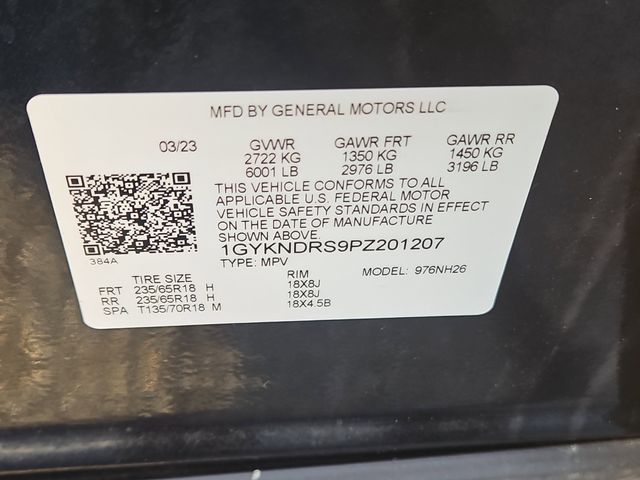 MFD BY GENERAL MOTORS LLC
03/23 GVWR GAWR FRT GAWR RR
2722 KG 1350 KG 1450 KG
6001 LB 2976 LB 3196 LB
THIS VEHICLE CONFORMS TO ALL
APPLICABLE U.S. FEDERAL MOTOR
VEHICLE SAFETY STANDARDS IN EFFECT
ON THE DATE OF MANUFACTURE
SHOWN ABOVE.
1GYKNDRS9PZ201207
384A
TYPE: MPV MODEL: 976NH26
TIRE SIZE RIM
FRT 235/65R18 H 18X8J
RR 235/65R18 H 18X8J
SPA T135/70R18 M 18X4.5B